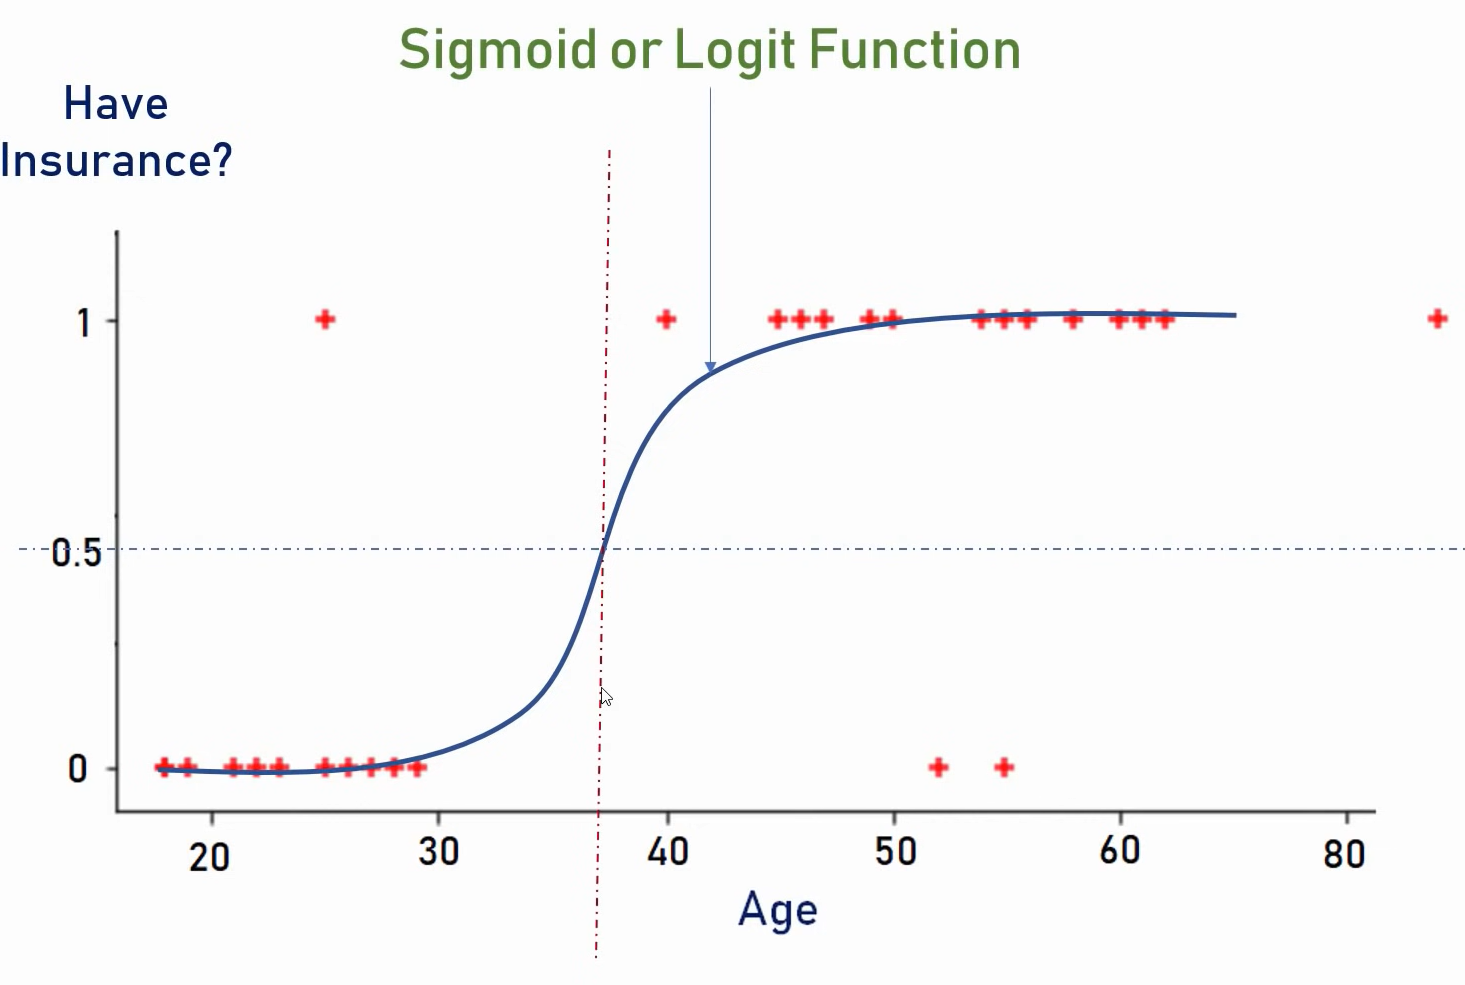 Sigmoid or Logit Function
Have
Insurance?
1
0.5
0
20 30 40 50 60 80
Age